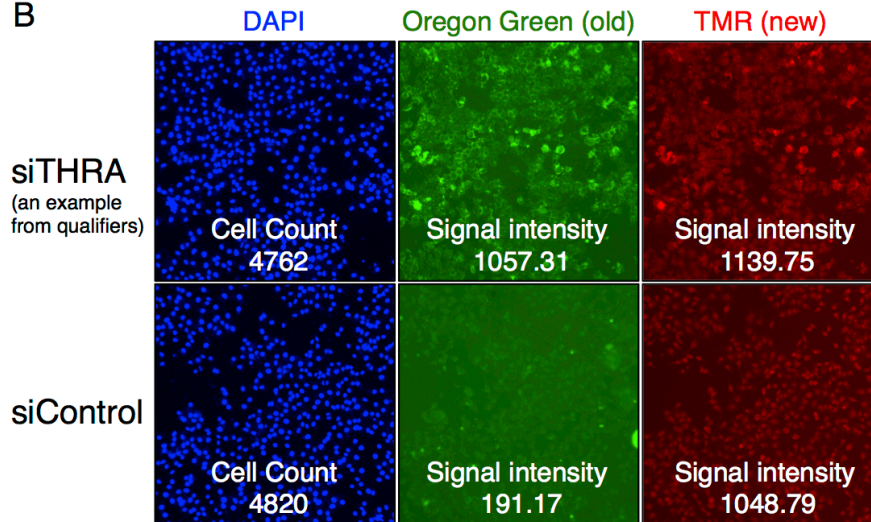 B
DAPI
Oregon Green (old)
TMR (new)
siTHRA
(an example
from qualifiers)
Cell Count
4762
Signal intensity
1057.31
Signal intensity
1139.75
siControl
Cell Count
4820
Signal intensity
191.17
Signal intensity
1048.79